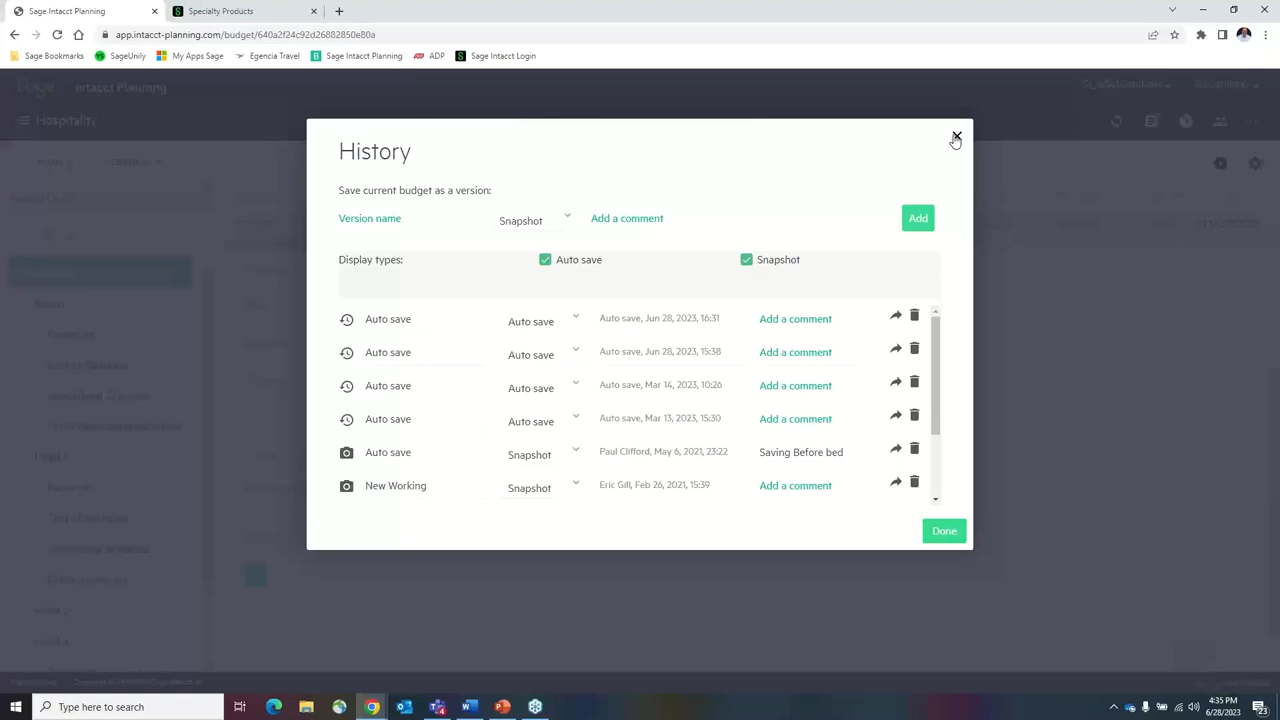 Sage Intacct Planning
Specialty Products
app.intacct-planning.com/budget/640a2f24c92d26882850e80a
Sage Bookmarks
SageUnily
My Apps Sage
Egencia Travel
Sage Intacct Planning
ADP
Sage Intacct Login
Intacct Planning
Hospitality
History
Save current budget as a version:
Version name Snapshot Add a comment Add
Display types: Auto save Snapshot
Auto save Auto save Auto save, Jun 28, 2023, 16:31 Add a comment
Auto save Auto save Auto save, Jun 28, 2023, 15:38 Add a comment
Auto save Auto save Auto save, Mar 14, 2023, 10:26 Add a comment
Auto save Auto save Auto save, Mar 13, 2023, 15:30 Add a comment
Auto save Snapshot Paul Clifford, May 6, 2021, 23:22 Saving Before bed
New Working Snapshot Eric Gill, Feb 26, 2021, 15:39 Add a comment
Done
Type here to search
4:35 PM
6/28/2023
23